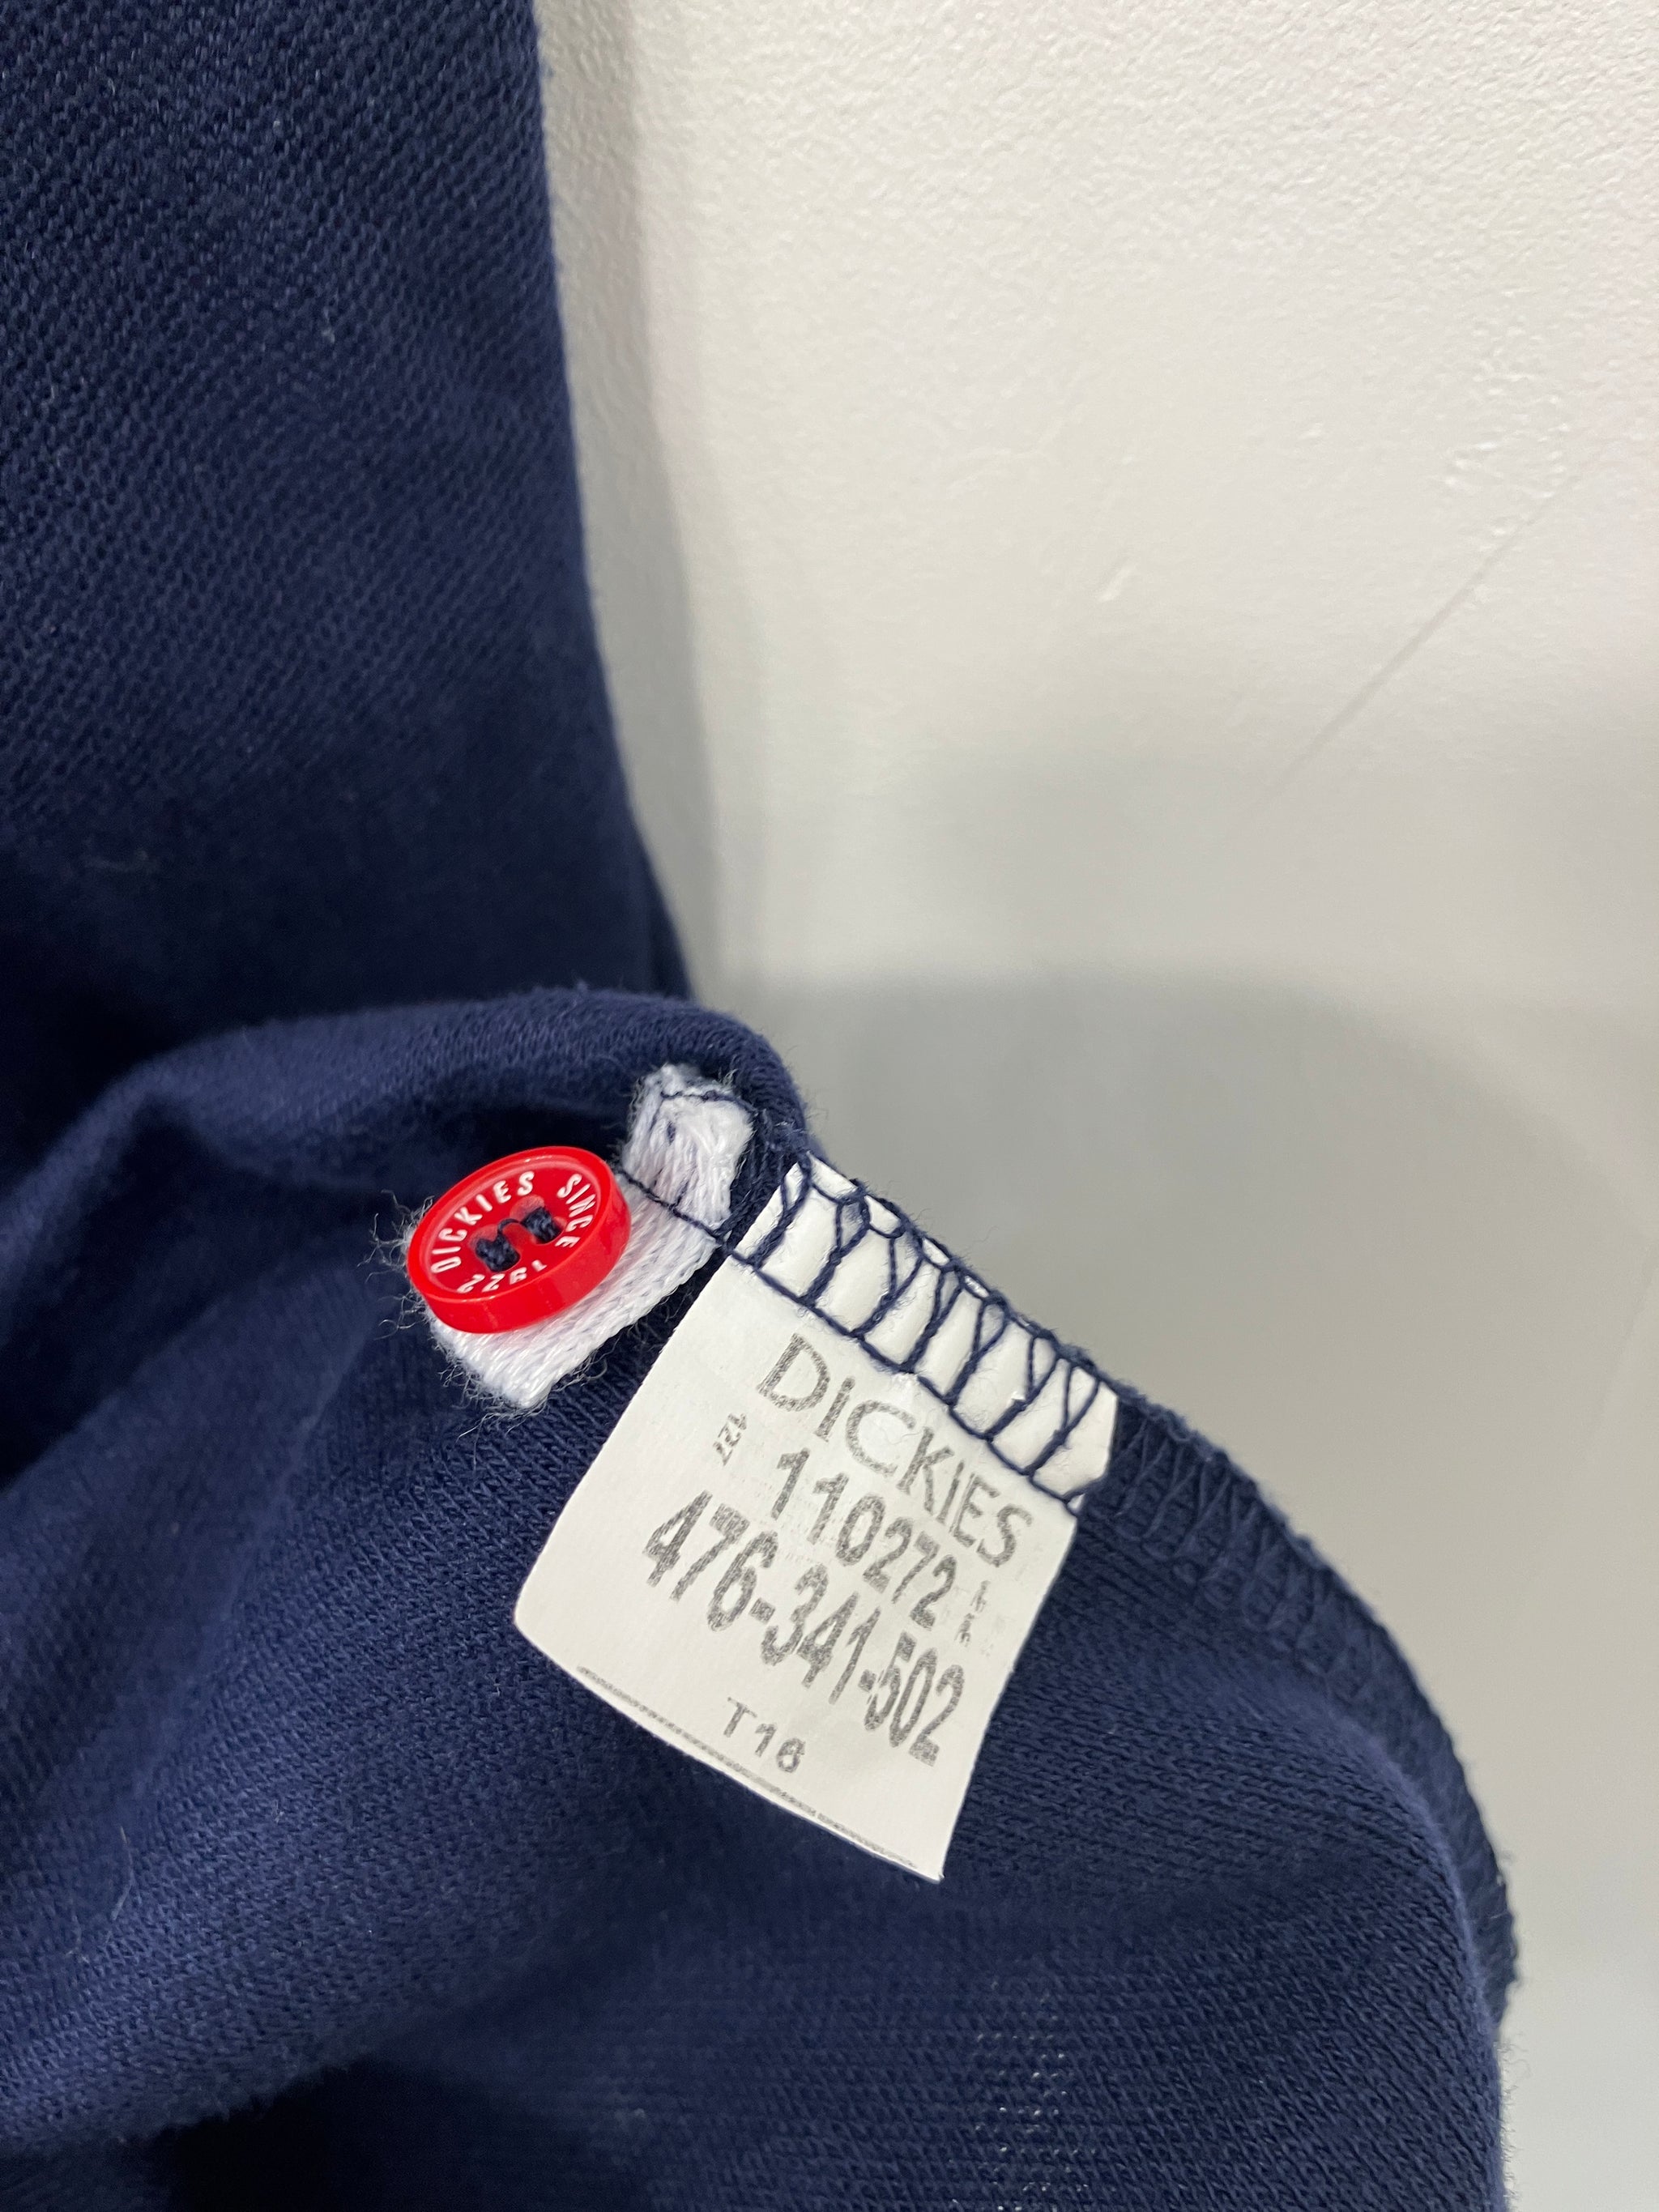 DICKIES SINCE 1922
DICKIES
110272
476-341-502
T16